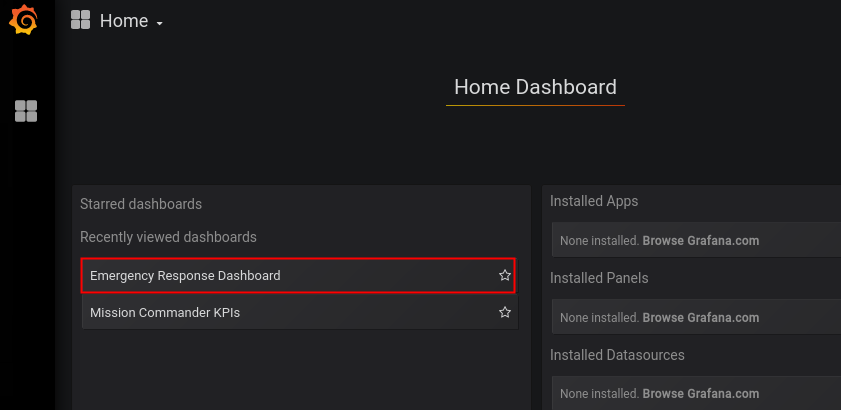 Home
Home Dashboard
Starred dashboards
Recently viewed dashboards
Emergency Response Dashboard
Mission Commander KPIs
Installed Apps
None installed. Browse Grafana.com
Installed Panels
None installed. Browse Grafana.com
Installed Datasources
None installed. Browse Grafana.com